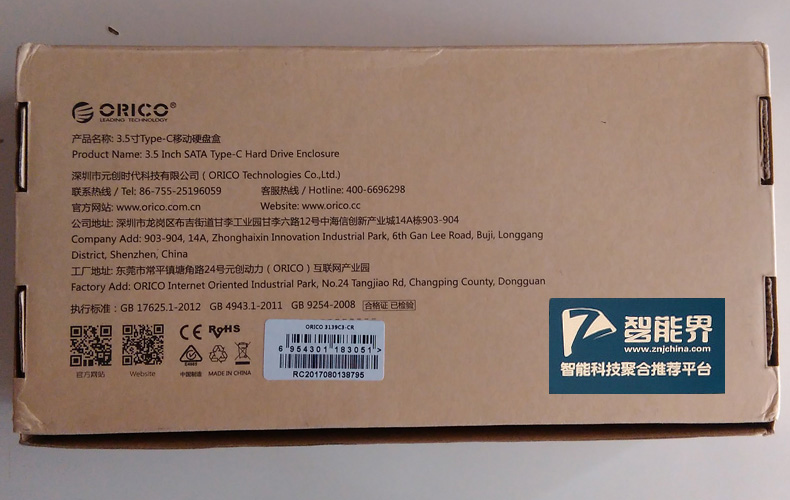 ORICO®
LEADING TECHNOLOGY
产品名称: 3.5寸Type-C移动硬盘盒
Product Name: 3.5 Inch SATA Type-C Hard Drive Enclosure
深圳市元创时代科技有限公司 ( ORICO Technologies Co.,Ltd.)
联系热线 / Tel: 86-755-25196059 客服热线 / Hotline: 400-6696298
官方网站: www.orico.com.cn Website: www.orico.cc
公司地址: 深圳市龙岗区布吉街道甘李工业园甘李六路12号中海信创新产业城14A栋903-904
Company Add: 903-904, 14A, Zhonghaixin Innovation Industrial Park, 6th Gan Lee Road, Buji, Longgang
District, Shenzhen, China
工厂地址: 东莞市常平镇塘角路24号元创动力 ( ORICO ) 互联网产业园
Factory Add: ORICO Internet Oriented Industrial Park, No.24 Tangjiao Rd, Changping County, Dongguan
执行标准: GB 17625.1-2012 GB 4943.1-2011 GB 9254-2008 合格证 已检验
CE RoHS
官方网站 Website 中国制造 MADE IN CHINA
ORICO 3139C3-CR
6 954301 183051 >
RC2017080138795
智能界
www.znjchina.com
智能科技聚合推荐平台